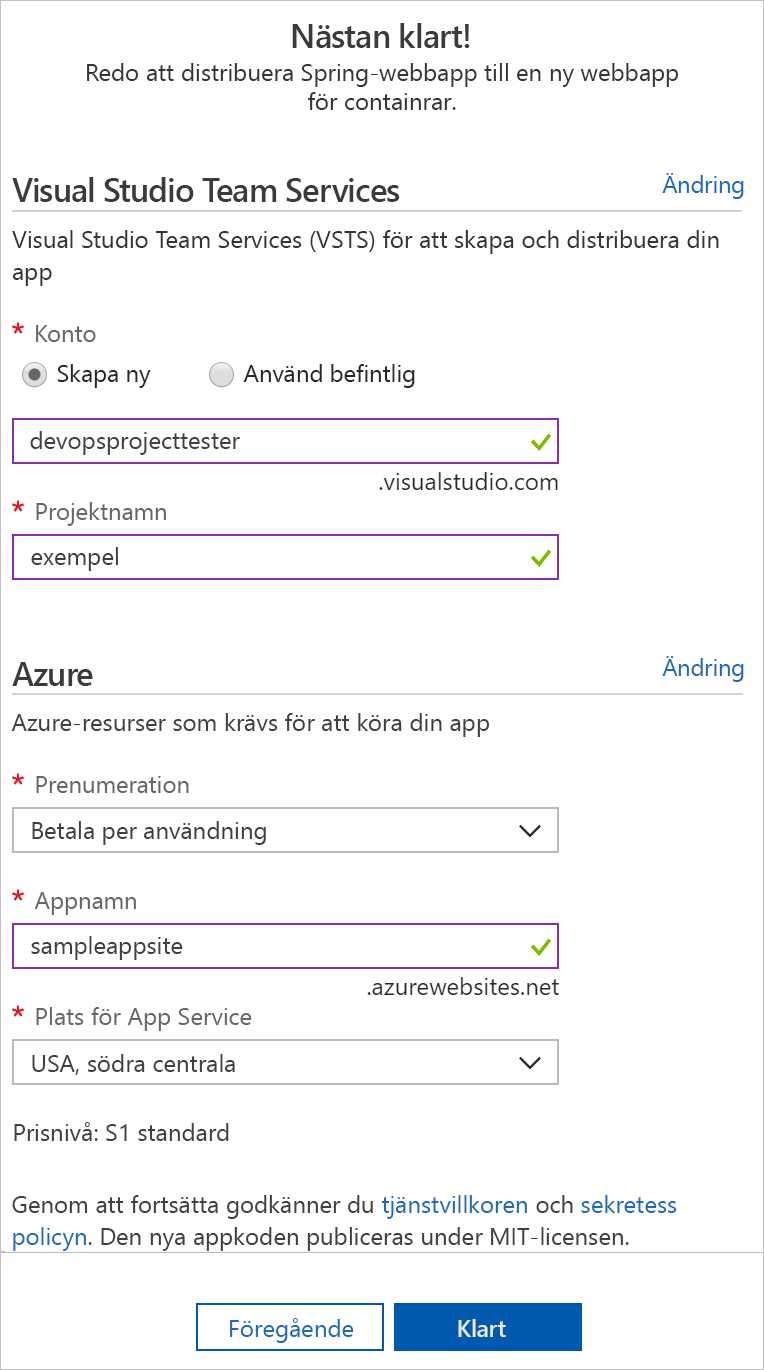 Nästan klart!
Redo att distribuera Spring-webbapp till en ny webbapp
för containrar.
Visual Studio Team Services
Ändring
Visual Studio Team Services (VSTS) för att skapa och distribuera din
app
* Konto
Skapa ny
Använd befintlig
devopsprojecttester
.visualstudio.com
* Projektnamn
exempel
Azure
Ändring
Azure-resurser som krävs för att köra din app
* Prenumeration
Betala per användning
* Appnamn
sampleappsite
.azurewebsites.net
* Plats för App Service
USA, södra centrala
Prisnivå: S1 standard
Genom att fortsätta godkänner du tjänstvillkoren och sekretess
policyn. Den nya appkoden publiceras under MIT-licensen.
Föregående
Klart